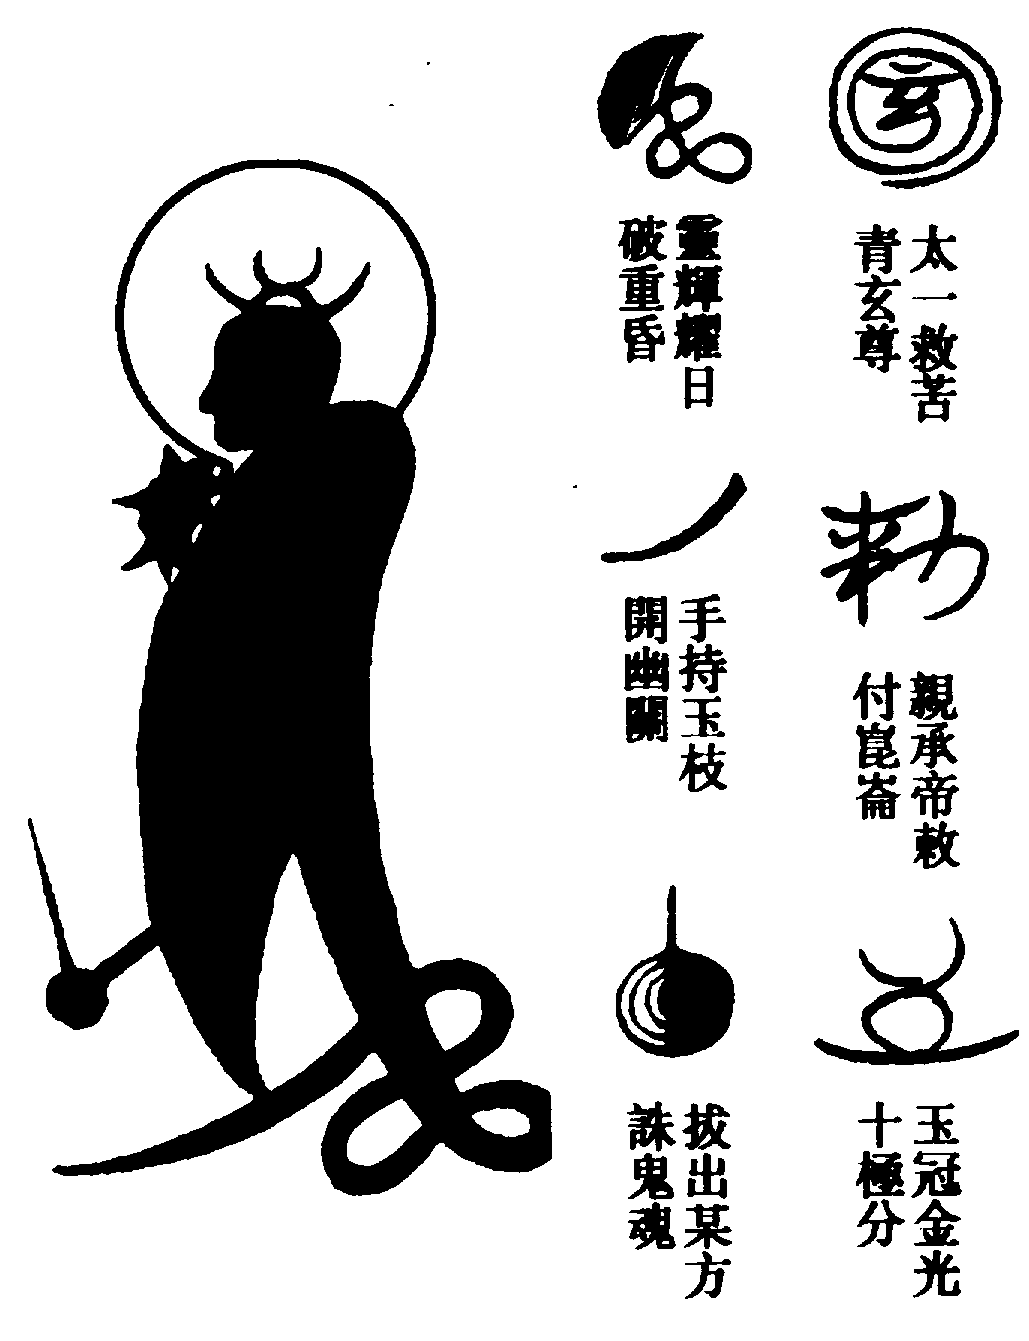 太一救苦
青玄尊
親承帝敕
付崑崙
玉冠金光
十極分
靈輝耀日
破重昏
手持玉枝
開幽關
拔出某方
誅鬼魂